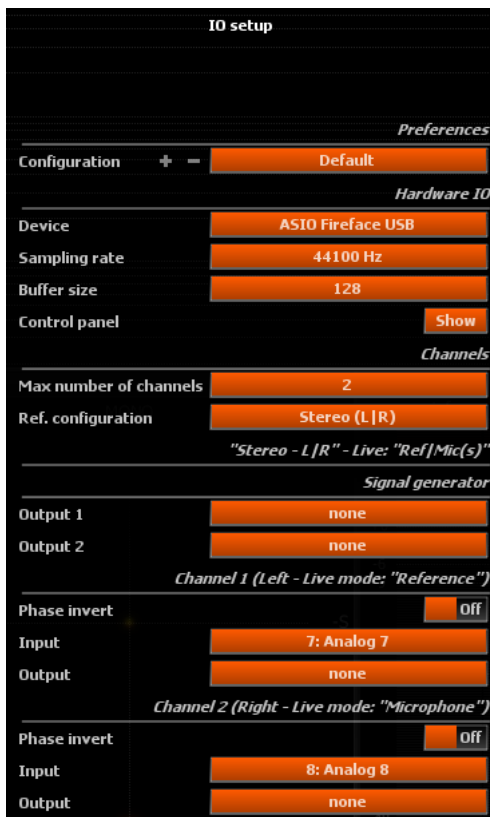 IO setup
Preferences
Configuration + − Default
Hardware IO
Device ASIO Fireface USB
Sampling rate 44100 Hz
Buffer size 128
Control panel Show
Channels
Max number of channels 2
Ref. configuration Stereo (L|R)
"Stereo - L|R" - Live: "Ref|Mic(s)"
Signal generator
Output 1 none
Output 2 none
Channel 1 (Left - Live mode: "Reference")
Phase invert Off
Input 7: Analog 7
Output none
Channel 2 (Right - Live mode: "Microphone")
Phase invert Off
Input 8: Analog 8
Output none